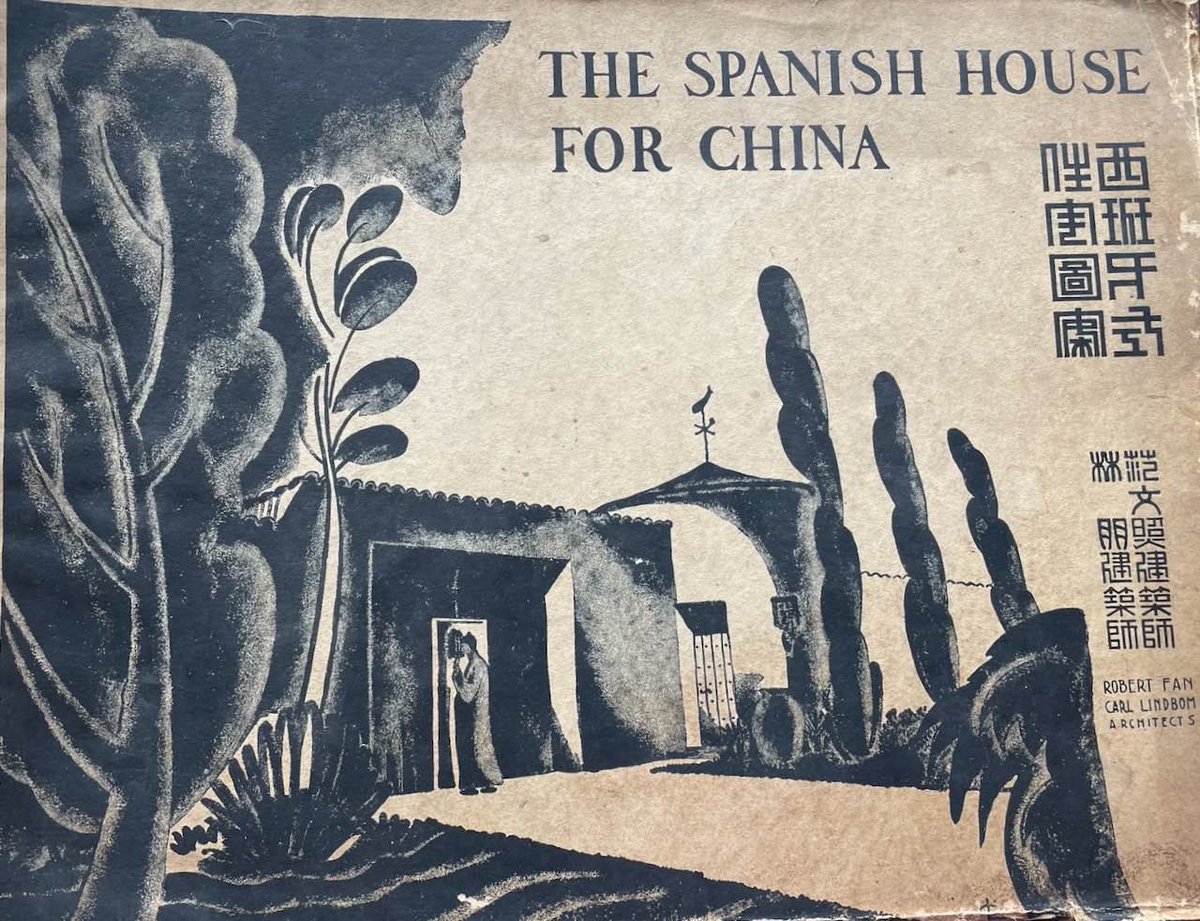 THE SPANISH HOUSE
FOR CHINA
西班牙式
住宅圖案
范文照建築師
林朋建築師
ROBERT FAN
CARL LINDBOM
ARCHITECTS